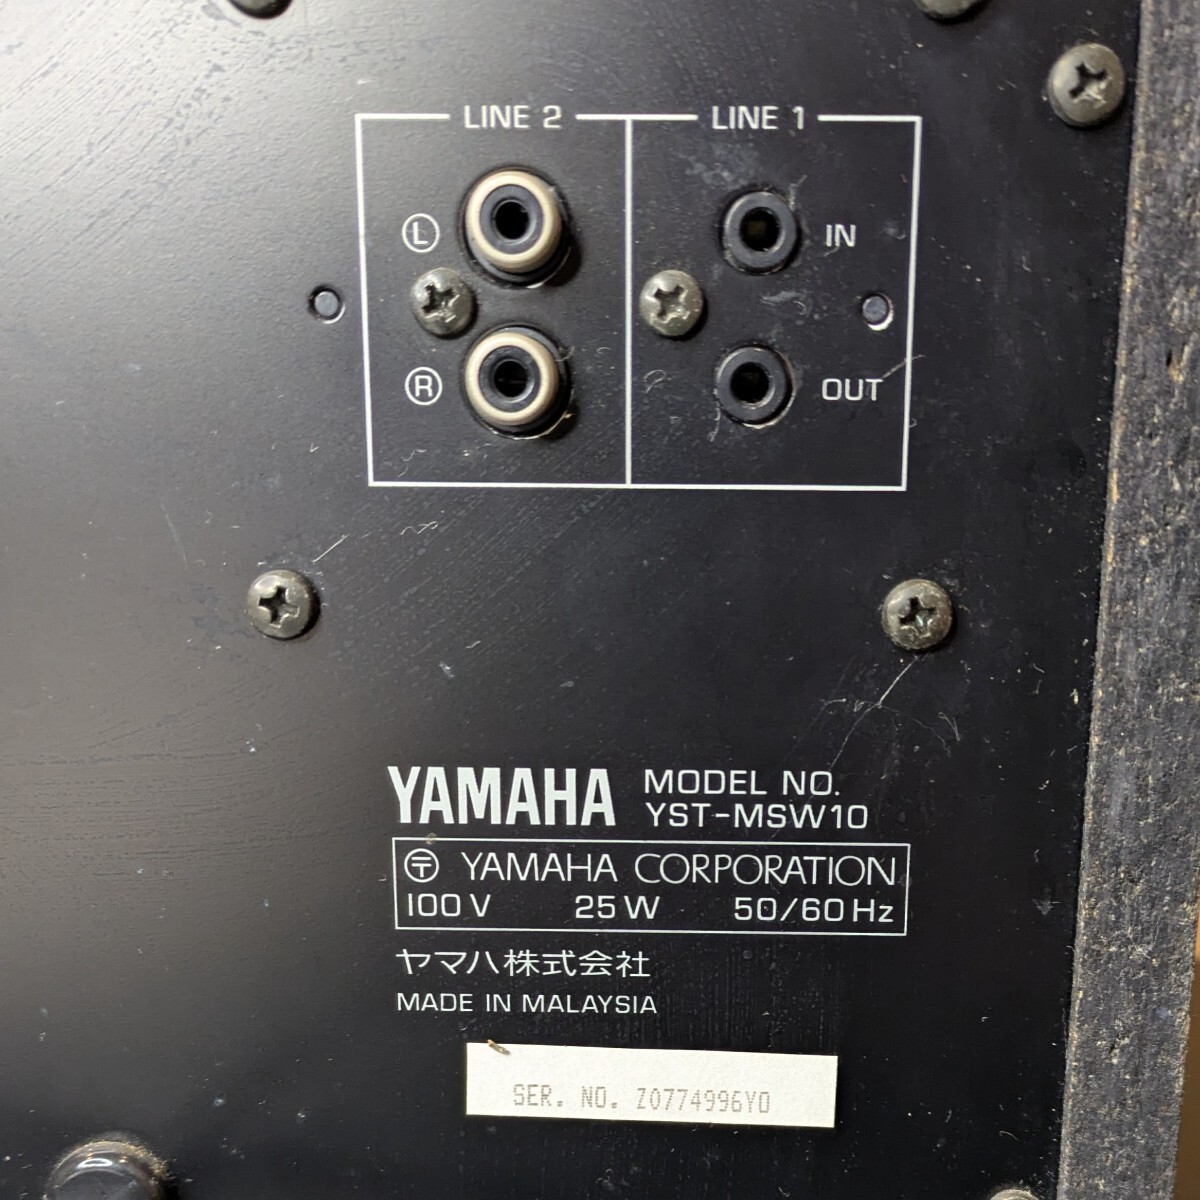 LINE 2 LINE 1
L IN
R OUT
YAMAHA MODEL NO.
YST-MSW10
〒 YAMAHA CORPORATION
100V 25W 50/60Hz
ヤマハ株式会社
MADE IN MALAYSIA
SER. NO. Z0774996Y0